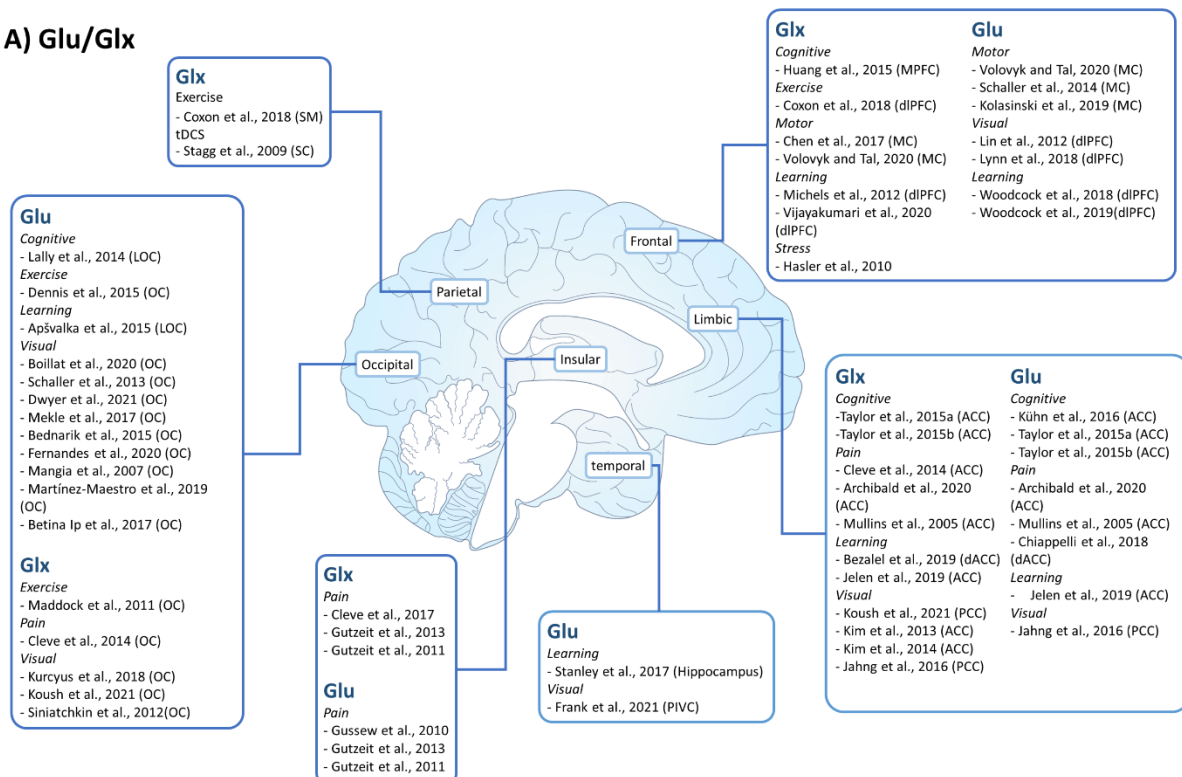 A) Glu/Glx
Glx
Exercise
- Coxon et al., 2018 (SM)
tDCS
- Stagg et al., 2009 (SC)
Glx
Cognitive
- Huang et al., 2015 (MPFC)
Exercise
- Coxon et al., 2018 (dlPFC)
Motor
- Chen et al., 2017 (MC)
- Volovyk and Tal, 2020 (MC)
Learning
- Michels et al., 2012 (dlPFC)
- Vijayakumari et al., 2020
(dlPFC)
Stress
- Hasler et al., 2010
Glu
Motor
- Volovyk and Tal, 2020 (MC)
- Schaller et al., 2014 (MC)
- Kolasinski et al., 2019 (MC)
Visual
- Lin et al., 2012 (dlPFC)
- Lynn et al., 2018 (dlPFC)
Learning
- Woodcock et al., 2018 (dlPFC)
- Woodcock et al., 2019(dlPFC)
Glu
Cognitive
- Lally et al., 2014 (LOC)
Exercise
- Dennis et al., 2015 (OC)
Learning
- Apšvalka et al., 2015 (LOC)
Visual
- Boillat et al., 2020 (OC)
- Schaller et al., 2013 (OC)
- Dwyer et al., 2021 (OC)
- Mekle et al., 2017 (OC)
- Bednarik et al., 2015 (OC)
- Fernandes et al., 2020 (OC)
- Mangia et al., 2007 (OC)
- Martínez-Maestro et al., 2019
(OC)
- Betina Ip et al., 2017 (OC)
Glx
Exercise
- Maddock et al., 2011 (OC)
Pain
- Cleve et al., 2014 (OC)
Visual
- Kurcyus et al., 2018 (OC)
- Koush et al., 2021 (OC)
- Siniatchkin et al., 2012(OC)
Frontal
Parietal
Limbic
Insular
Occipital
temporal
Glx
Pain
- Cleve et al., 2017
- Gutzeit et al., 2013
- Gutzeit et al., 2011
Glu
Pain
- Gussew et al., 2010
- Gutzeit et al., 2013
- Gutzeit et al., 2011
Glu
Learning
- Stanley et al., 2017 (Hippocampus)
Visual
- Frank et al., 2021 (PIVC)
Glx
Cognitive
-Taylor et al., 2015a (ACC)
-Taylor et al., 2015b (ACC)
Pain
- Cleve et al., 2014 (ACC)
- Archibald et al., 2020
(ACC)
- Mullins et al., 2005 (ACC)
Learning
- Bezalel et al., 2019 (dACC)
- Jelen et al., 2019 (ACC)
Visual
- Koush et al., 2021 (PCC)
- Kim et al., 2013 (ACC)
- Kim et al., 2014 (ACC)
- Jahng et al., 2016 (PCC)
Glu
Cognitive
- Kühn et al., 2016 (ACC)
- Taylor et al., 2015a (ACC)
- Taylor et al., 2015b (ACC)
Pain
- Archibald et al., 2020
(ACC)
- Mullins et al., 2005 (ACC)
- Chiappelli et al., 2018
(dACC)
Learning
- Jelen et al., 2019 (ACC)
Visual
- Jahng et al., 2016 (PCC)